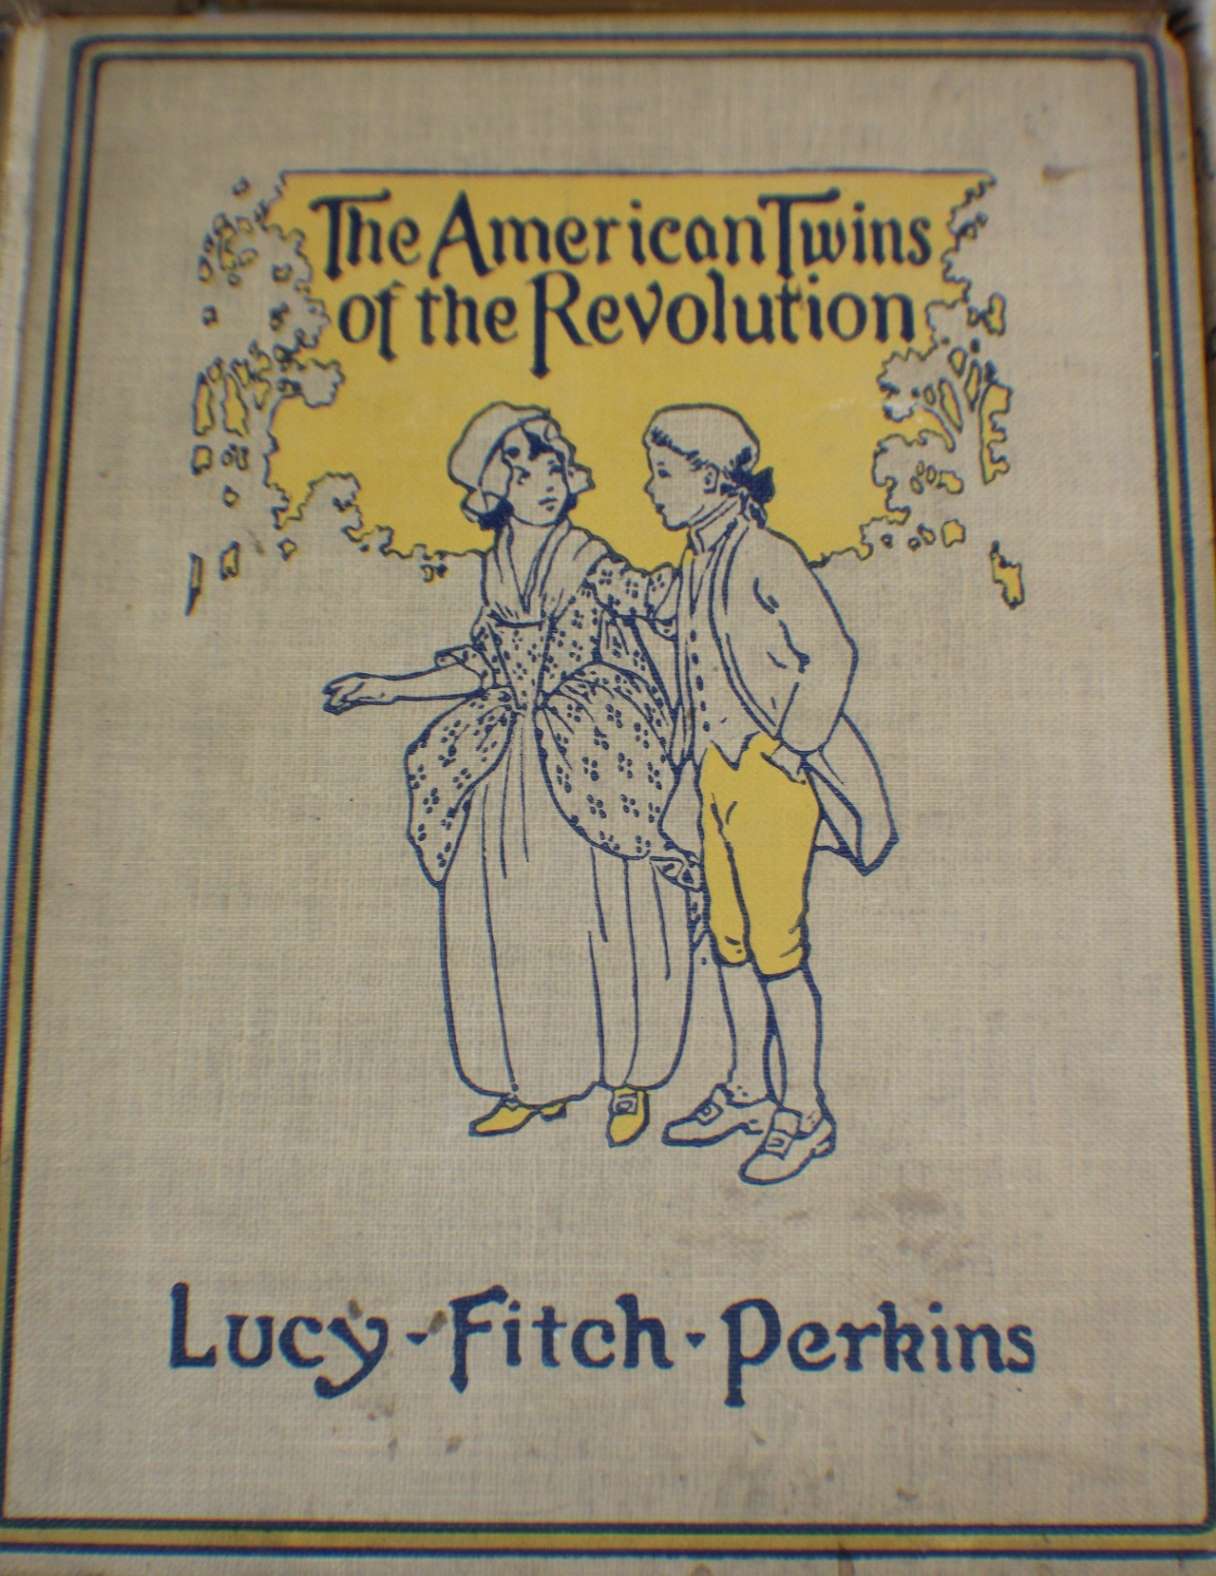 The American Twins
of the Revolution
Lucy-Fitch-Perkins